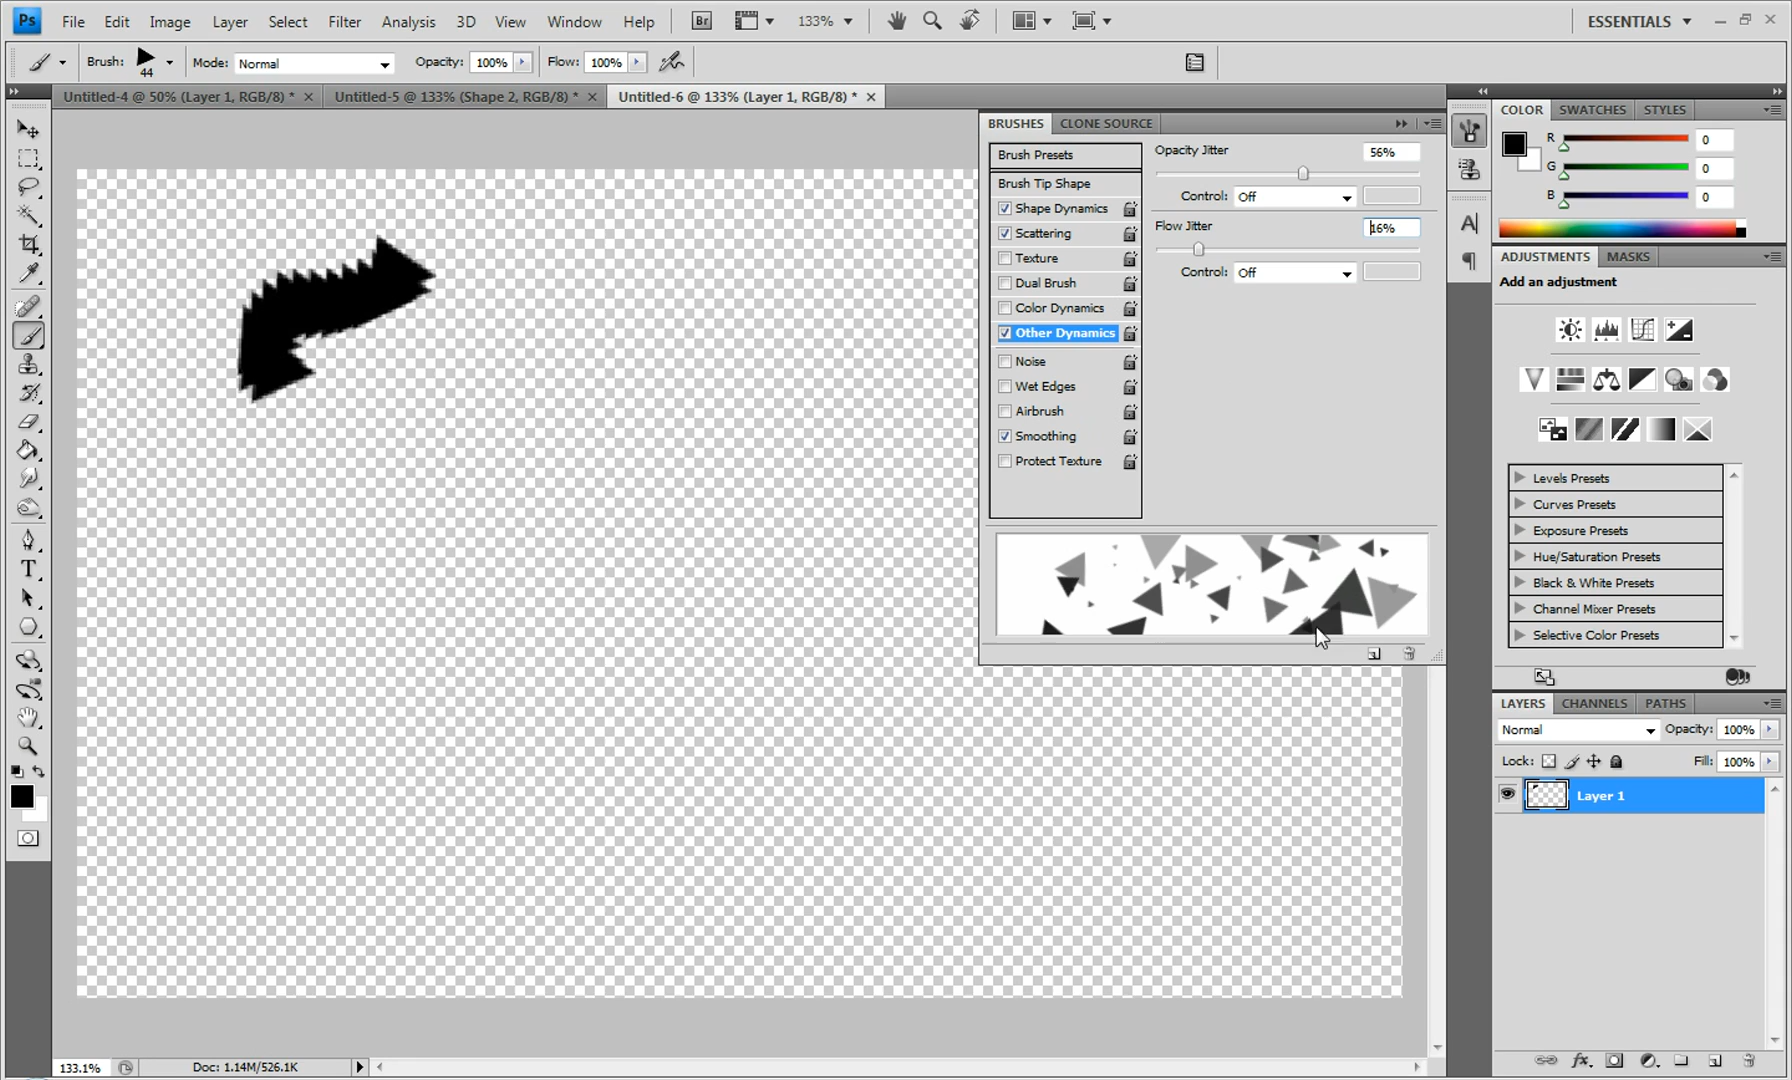 Ps File Edit Image Layer Select Filter Analysis 3D View Window Help Br 133% ESSENTIALS
Brush: 44 Mode: Normal Opacity: 100% Flow: 100%
Untitled-4 @ 50% (Layer 1, RGB/8) * Untitled-5 @ 133% (Shape 2, RGB/8) * Untitled-6 @ 133% (Layer 1, RGB/8) *
BRUSHES CLONE SOURCE
Brush Presets
Brush Tip Shape
Shape Dynamics
Scattering
Texture
Dual Brush
Color Dynamics
Other Dynamics
Noise
Wet Edges
Airbrush
Smoothing
Protect Texture
Opacity Jitter 56%
Control: Off
Flow Jitter 16%
Control: Off
COLOR SWATCHES STYLES
R 0
G 0
B 0
ADJUSTMENTS MASKS
Add an adjustment
Levels Presets
Curves Presets
Exposure Presets
Hue/Saturation Presets
Black & White Presets
Channel Mixer Presets
Selective Color Presets
LAYERS CHANNELS PATHS
Normal Opacity: 100%
Lock: Fill: 100%
Layer 1
fx
A
T
133.1% Doc: 1.14M/526.1K